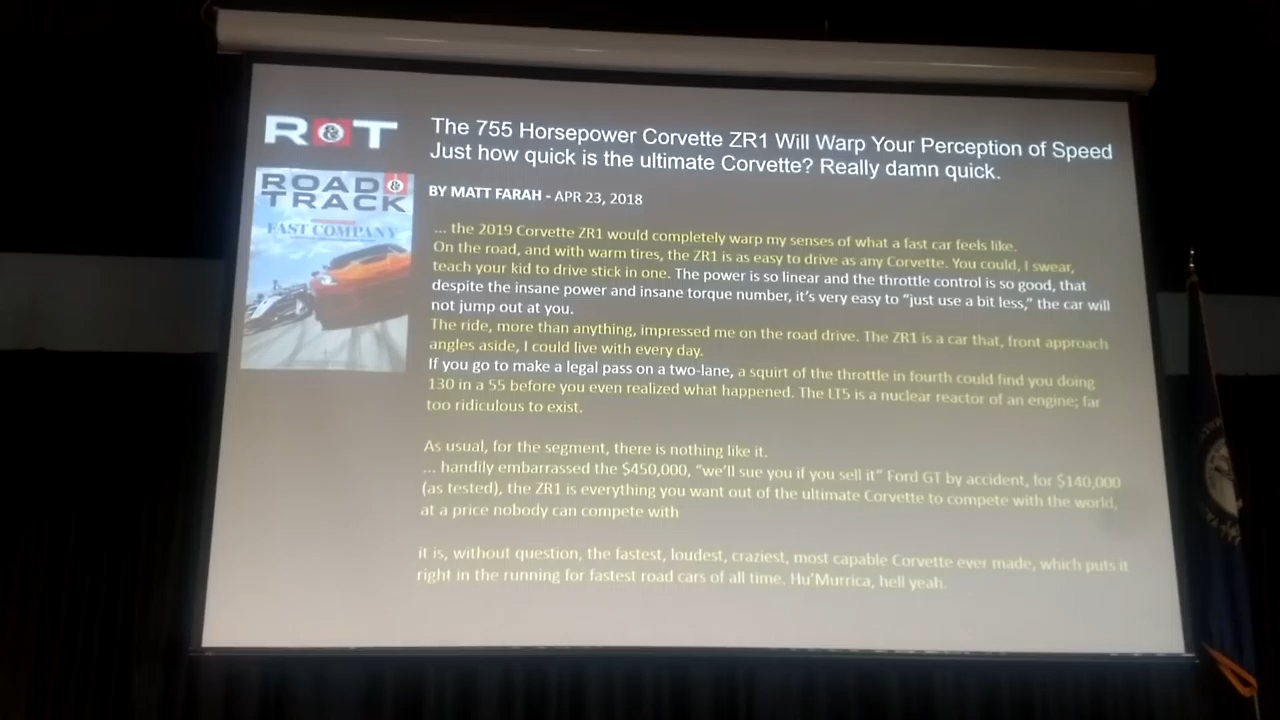 R&T
The 755 Horsepower Corvette ZR1 Will Warp Your Perception of Speed
Just how quick is the ultimate Corvette? Really damn quick.
ROAD &
TRACK
FAST COMPANY
BY MATT FARAH - APR 23, 2018
... the 2019 Corvette ZR1 would completely warp my senses of what a fast car feels like.
On the road, and with warm tires, the ZR1 is as easy to drive as any Corvette. You could, I swear,
teach your kid to drive stick in one. The power is so linear and the throttle control is so good, that
despite the insane power and insane torque number, it's very easy to "just use a bit less," the car will
not jump out at you.
The ride, more than anything, impressed me on the road drive. The ZR1 is a car that, front approach
angles aside, I could live with every day.
If you go to make a legal pass on a two-lane, a squirt of the throttle in fourth could find you doing
130 in a 55 before you even realized what happened. The LT5 is a nuclear reactor of an engine; far
too ridiculous to exist.
As usual, for the segment, there is nothing like it.
... handily embarrassed the $450,000, "we'll sue you if you sell it" Ford GT by accident, for $140,000
(as tested), the ZR1 is everything you want out of the ultimate Corvette to compete with the world,
at a price nobody can compete with
it is, without question, the fastest, loudest, craziest, most capable Corvette ever made, which puts it
right in the running for fastest road cars of all time. Hu'Murrica, hell yeah.